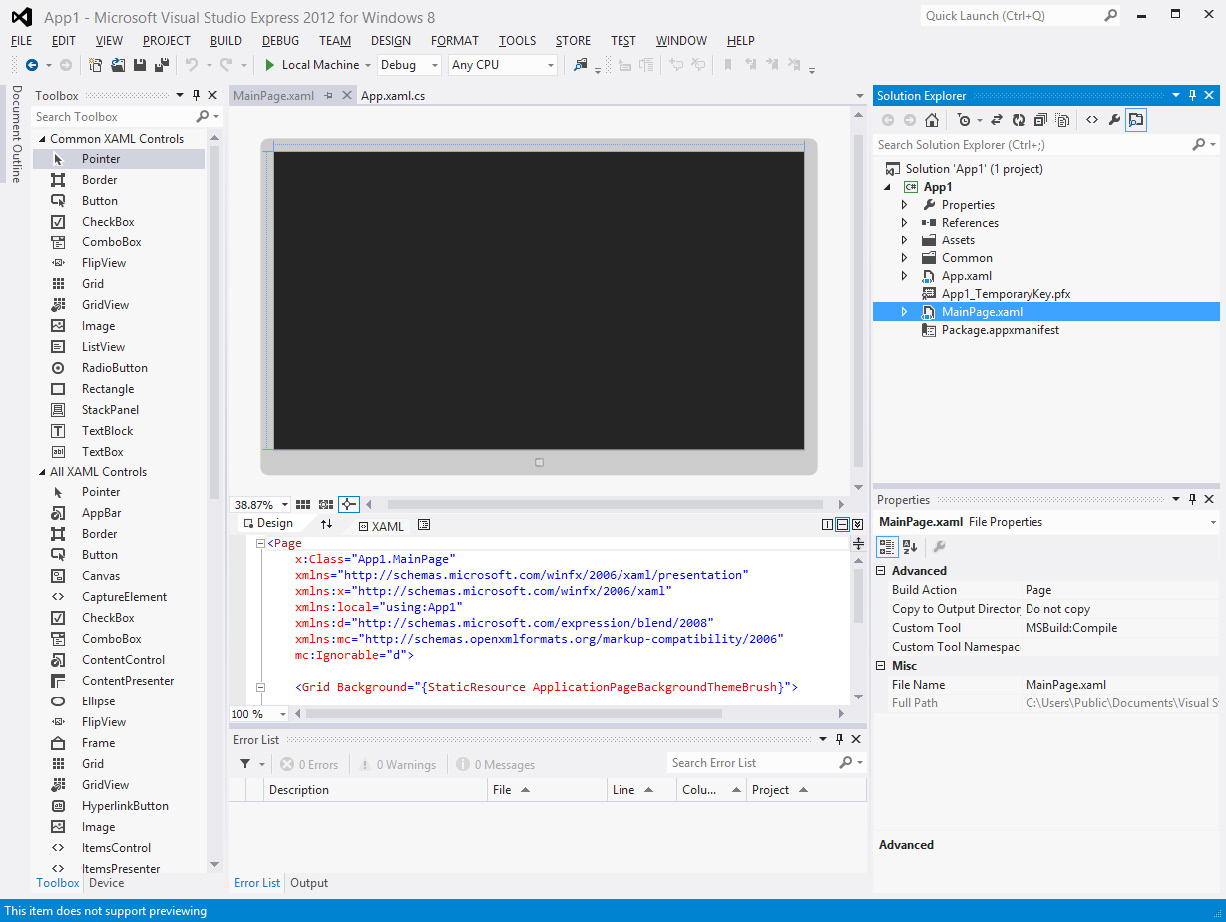 App1 - Microsoft Visual Studio Express 2012 for Windows 8
Quick Launch (Ctrl+Q)
FILE EDIT VIEW PROJECT BUILD DEBUG TEAM DESIGN FORMAT TOOLS STORE TEST WINDOW HELP
Local Machine Debug Any CPU
Document Outline
Toolbox
Search Toolbox
Common XAML Controls
Pointer
Border
Button
CheckBox
ComboBox
FlipView
Grid
GridView
Image
ListView
RadioButton
Rectangle
StackPanel
TextBlock
TextBox
All XAML Controls
Pointer
AppBar
Border
Button
Canvas
CaptureElement
CheckBox
ComboBox
ContentControl
ContentPresenter
Ellipse
FlipView
Frame
Grid
GridView
HyperlinkButton
Image
ItemsControl
ItemsPresenter
Toolbox Device
MainPage.xaml App.xaml.cs
38.87%
Design XAML
<Page
x:Class="App1.MainPage"
xmlns="http://schemas.microsoft.com/winfx/2006/xaml/presentation"
xmlns:x="http://schemas.microsoft.com/winfx/2006/xaml"
xmlns:local="using:App1"
xmlns:d="http://schemas.microsoft.com/expression/blend/2008"
xmlns:mc="http://schemas.openxmlformats.org/markup-compatibility/2006"
mc:Ignorable="d">
<Grid Background="{StaticResource ApplicationPageBackgroundThemeBrush}">
100 %
Error List
0 Errors 0 Warnings 0 Messages
Search Error List
Description File Line Colu... Project
Error List Output
Solution Explorer
Search Solution Explorer (Ctrl+;)
Solution 'App1' (1 project)
C# App1
Properties
References
Assets
Common
App.xaml
App1_TemporaryKey.pfx
MainPage.xaml
Package.appxmanifest
Properties
MainPage.xaml File Properties
Advanced
Build Action Page
Copy to Output Director Do not copy
Custom Tool MSBuild:Compile
Custom Tool Namespac
Misc
File Name MainPage.xaml
Full Path C:\Users\Public\Documents\Visual S
Advanced
This item does not support previewing